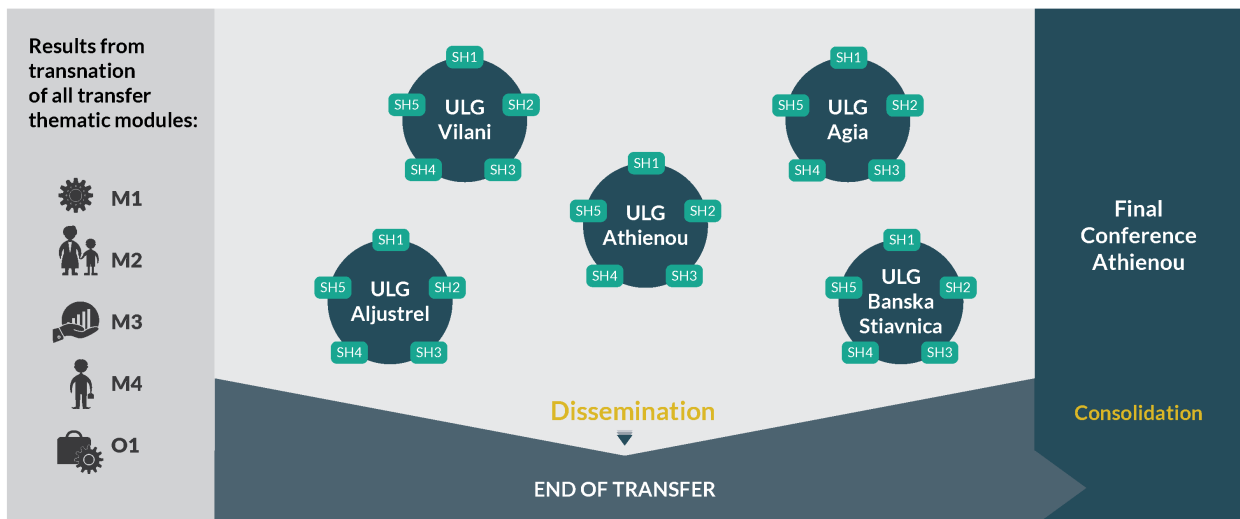 Results from
transnation
of all transfer
thematic modules:
M1
M2
M3
M4
O1
SH1
SH5
SH2
ULG
Vilani
SH4
SH3
SH1
SH5
SH2
ULG
Agia
SH4
SH3
SH1
SH5
SH2
ULG
Athienou
SH4
SH3
SH1
SH5
SH2
ULG
Aljustrel
SH4
SH3
SH1
SH5
SH2
ULG
Banska
Stiavnica
SH4
SH3
Dissemination
END OF TRANSFER
Final
Conference
Athienou
Consolidation